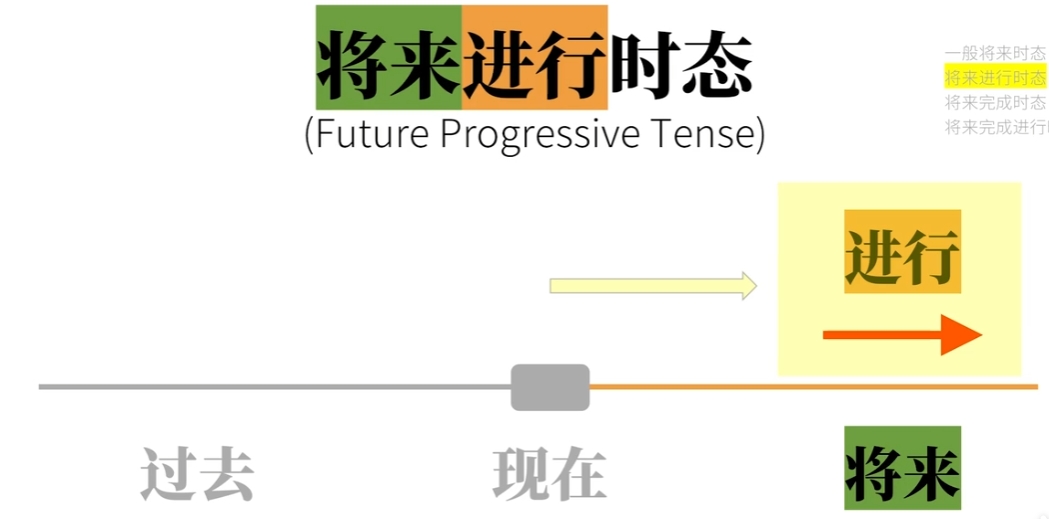 将来进行时态
(Future Progressive Tense)
一般将来时态
将来进行时态
将来完成时态
将来完成进行
进行
过去
现在
将来